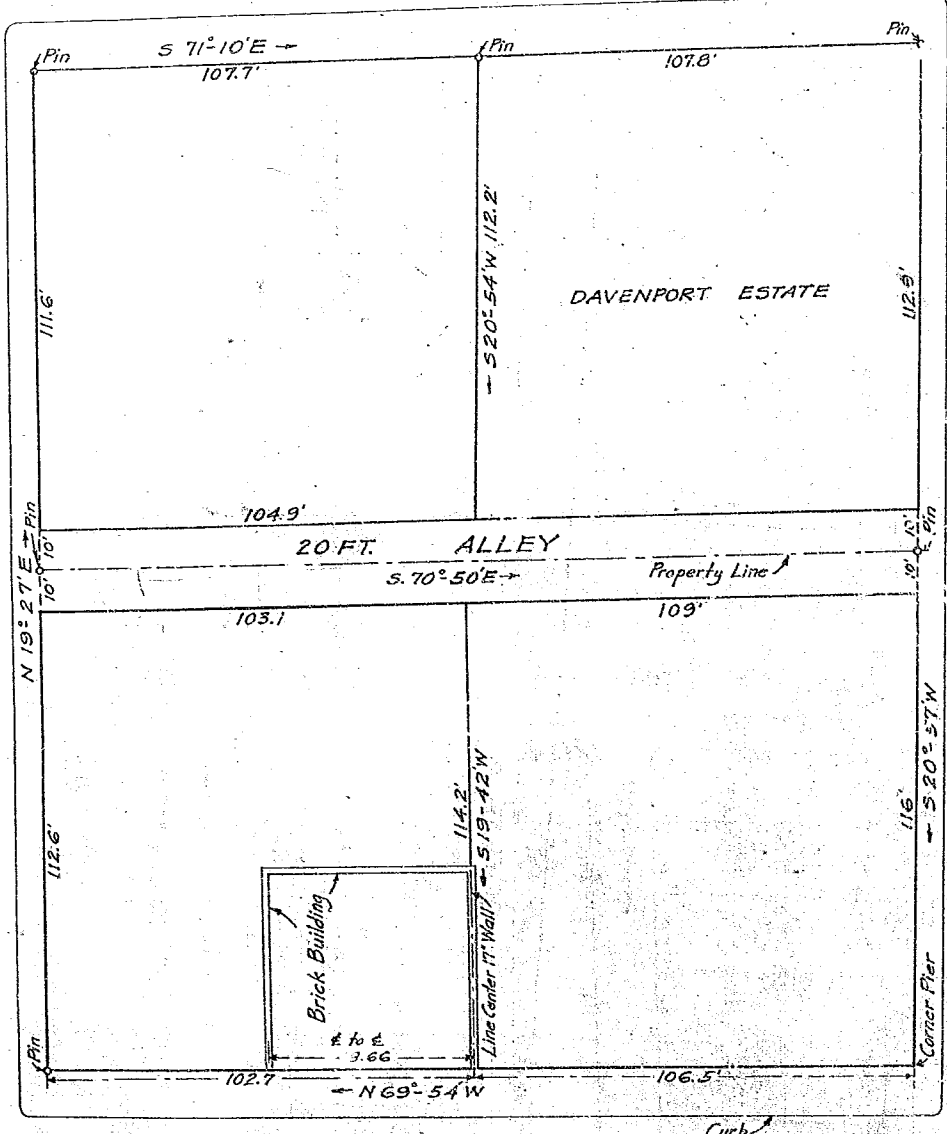 Pin
S 71°-10'E →
107.7'
Pin
107.8'
Pin
111.6'
← S 20°-54'W 112.2'
DAVENPORT ESTATE
104.9'
20 FT. ALLEY
S. 70°-50'E →
Property Line
10'
10'
Pin
10'
10'
Pin
N 19°-27'E →
103.1
109'
112.6'
114.2'
← S 19°-42'W
116'
← S 20°-57'W
Brick Building
Line Center 17" Wall
Corner Pier
₵ to ₵
3.66
Pin
102.7
← N 69°-54'W
106.5'
Curb